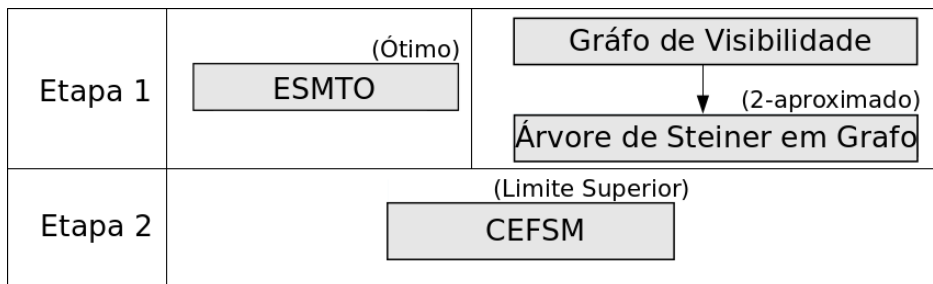 Etapa 1
(Ótimo)
ESMTO
Gráfo de Visibilidade
(2-aproximado)
Árvore de Steiner em Grafo
Etapa 2
(Limite Superior)
CEFSM